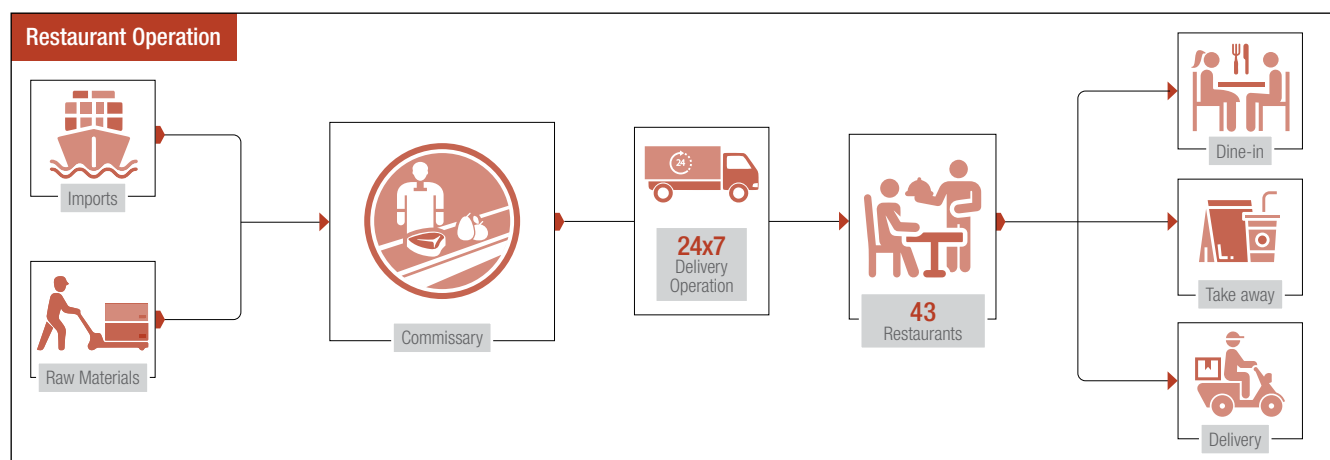 Restaurant Operation
Imports
Raw Materials
Commissary
24
24x7
Delivery
Operation
43
Restaurants
Dine-in
L.
Take away
Delivery